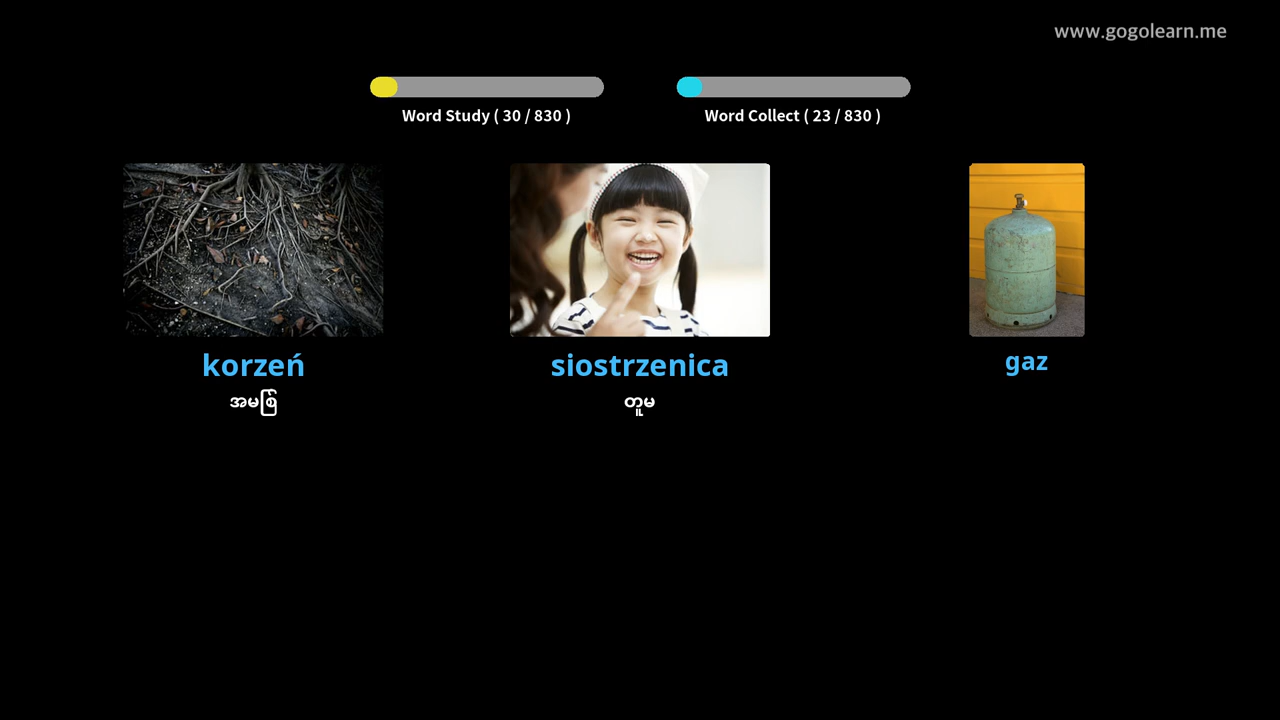 www.gogolearn.me
Word Study ( 30 / 830 )
Word Collect ( 23 / 830 )
korzeń
siostrzenica
gaz
အမြစ်
တူမ